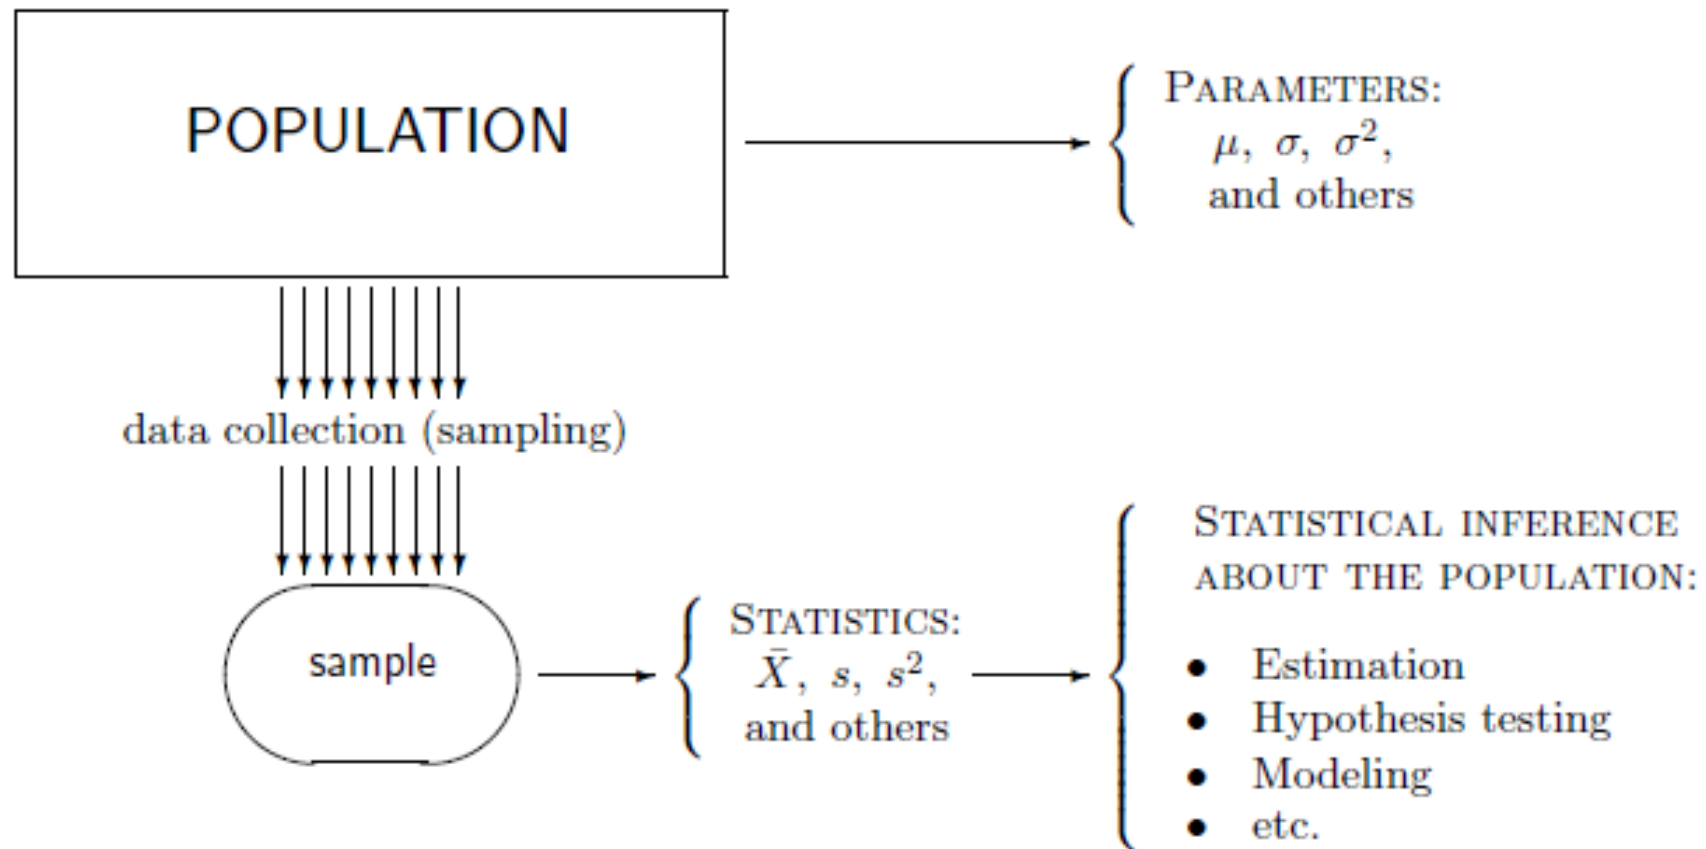 POPULATION
PARAMETERS:
μ, σ, σ²,
and others
data collection (sampling)
sample
STATISTICS:
X̄, s, s²,
and others
STATISTICAL INFERENCE
ABOUT THE POPULATION:
• Estimation
• Hypothesis testing
• Modeling
• etc.